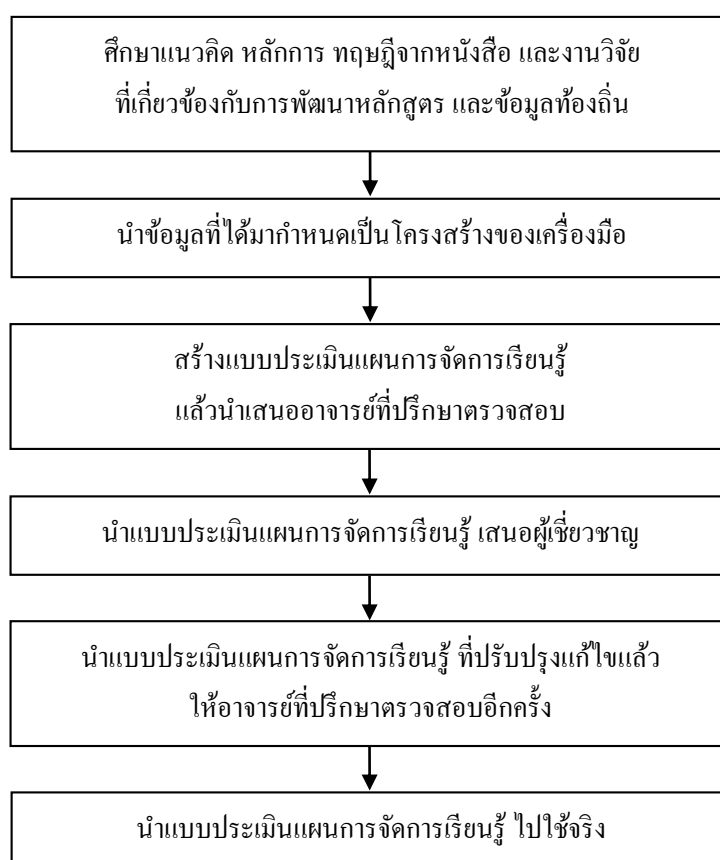 ศึกษาแนวคิด หลักการ ทฤษฎีจากหนังสือ และงานวิจัย
ที่เกี่ยวข้องกับการพัฒนาหลักสูตร และข้อมูลท้องถิ่น
นำข้อมูลที่ได้มากำหนดเป็นโครงสร้างของเครื่องมือ
สร้างแบบประเมินแผนการจัดการเรียนรู้
แล้วนำเสนออาจารย์ที่ปรึกษาตรวจสอบ
นำแบบประเมินแผนการจัดการเรียนรู้ เสนอผู้เชี่ยวชาญ
นำแบบประเมินแผนการจัดการเรียนรู้ ที่ปรับปรุงแก้ไขแล้ว
ให้อาจารย์ที่ปรึกษาตรวจสอบอีกครั้ง
นำแบบประเมินแผนการจัดการเรียนรู้ ไปใช้จริง